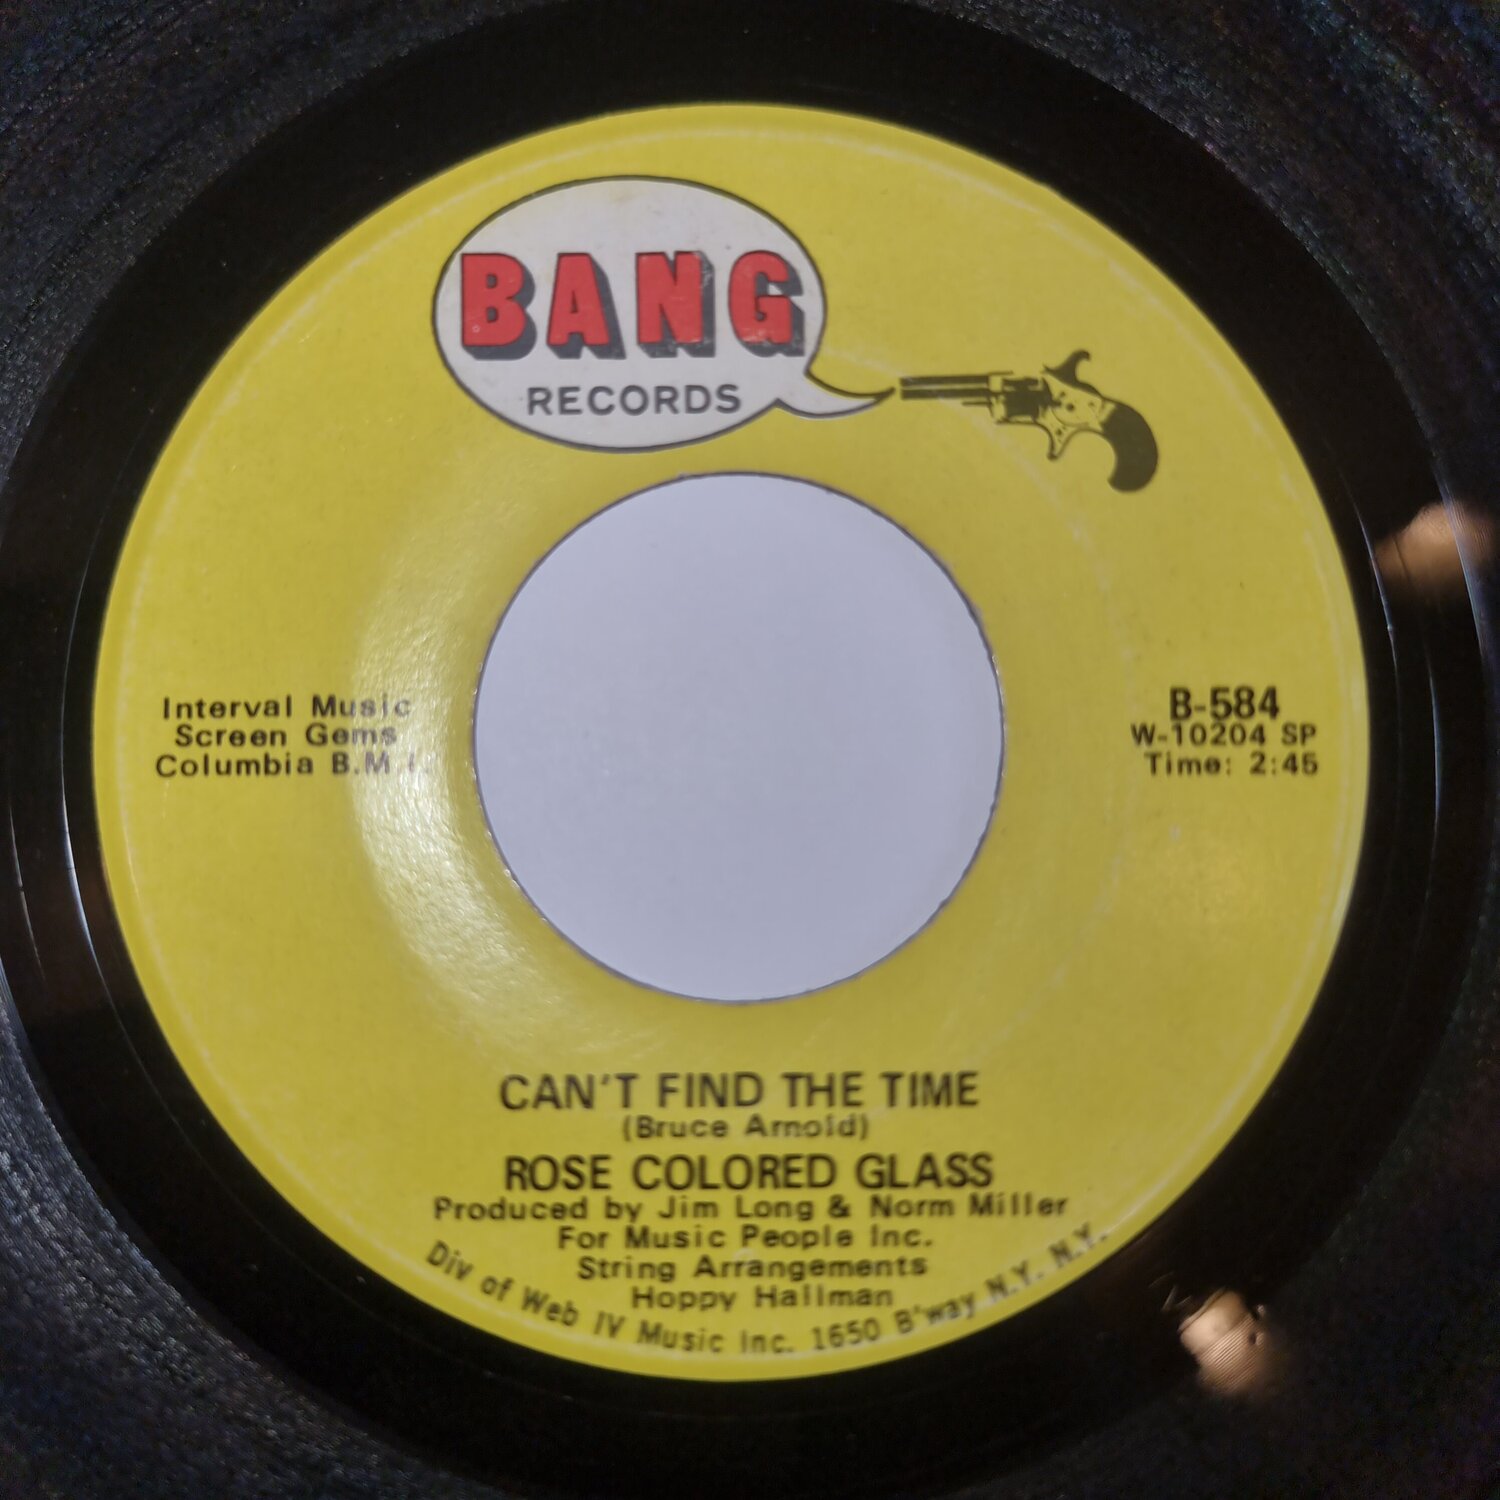 BANG
RECORDS
Interval Music
Screen Gems
Columbia B.M.I.
B-584
W-10204 SP
Time: 2:45
CAN'T FIND THE TIME
(Bruce Arnold)
ROSE COLORED GLASS
Produced by Jim Long & Norm Miller
For Music People Inc.
String Arrangements
Hoppy Hallman
Div of Web IV Music Inc. 1650 B'way N.Y. N.Y.